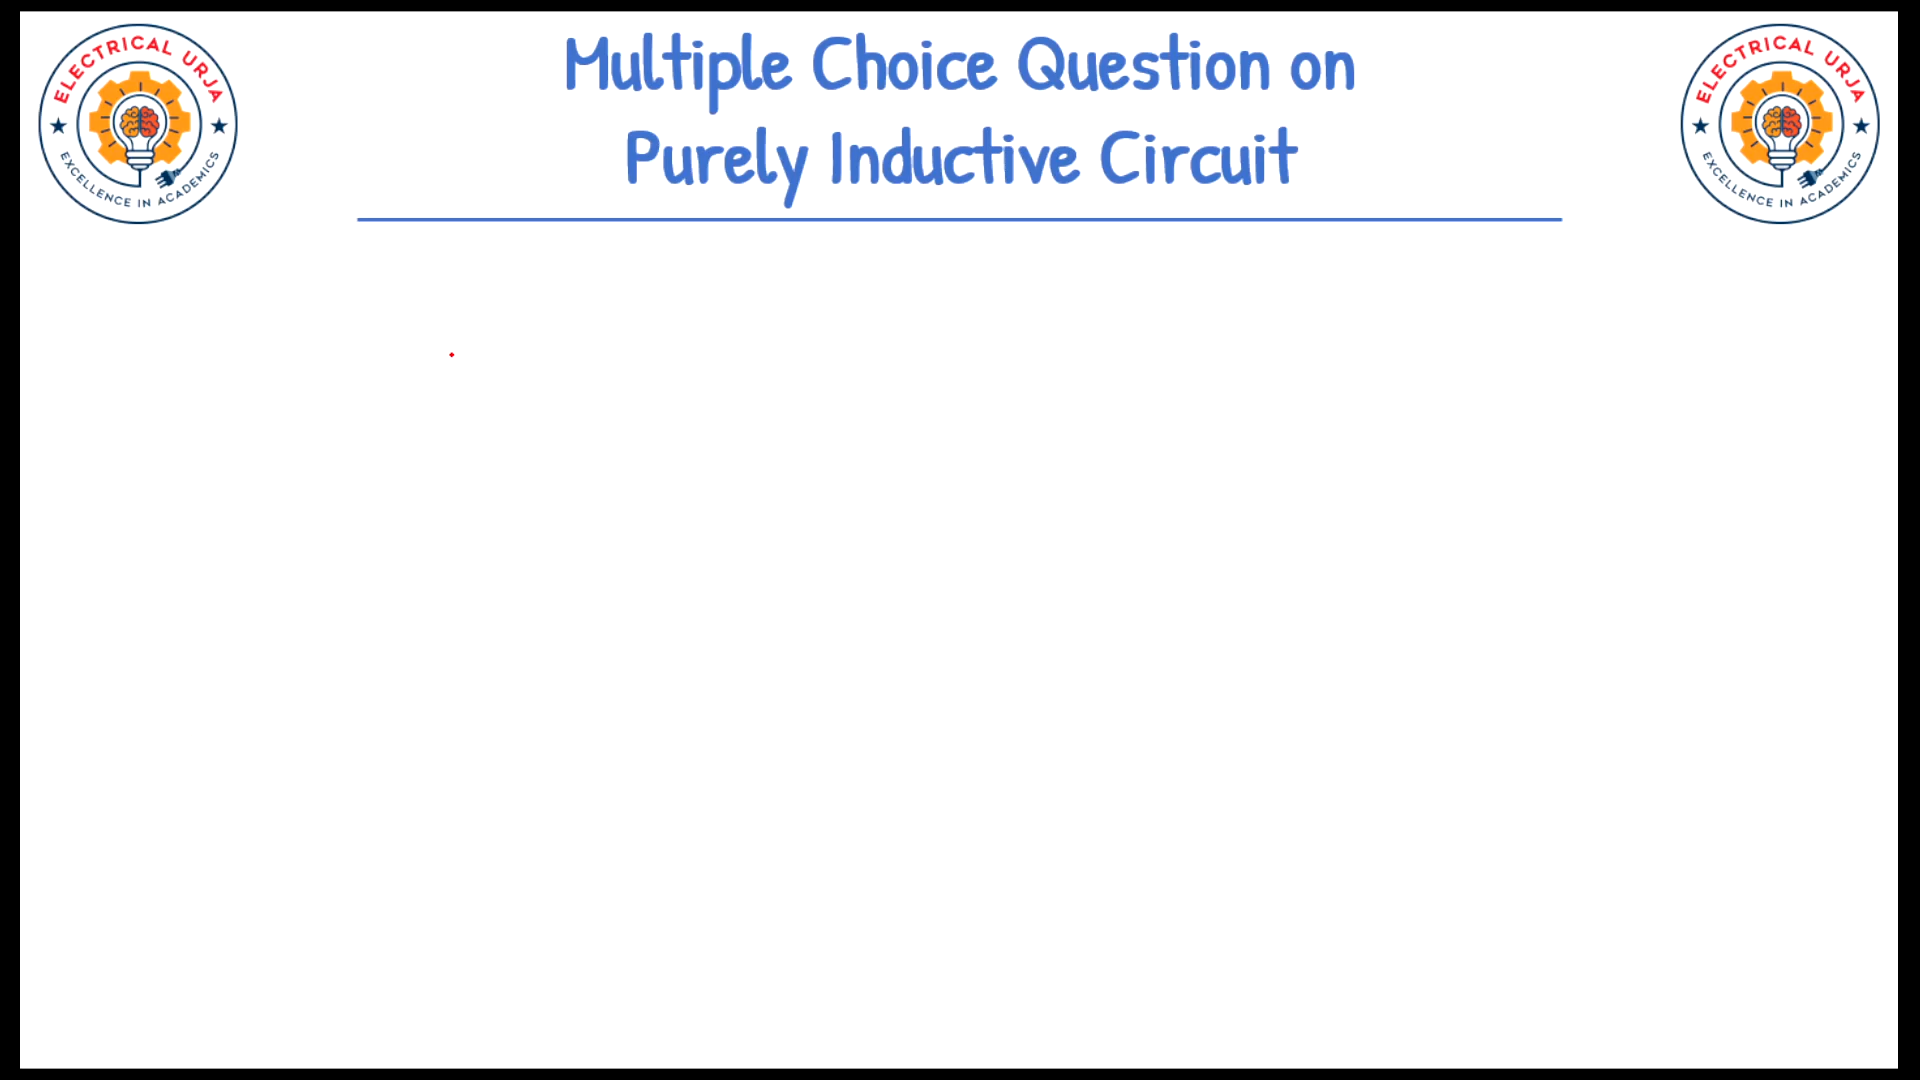 ELECTRICAL URJA
EXCELLENCE IN ACADEMICS
Multiple Choice Question on
Purely Inductive Circuit
ELECTRICAL URJA
EXCELLENCE IN ACADEMICS